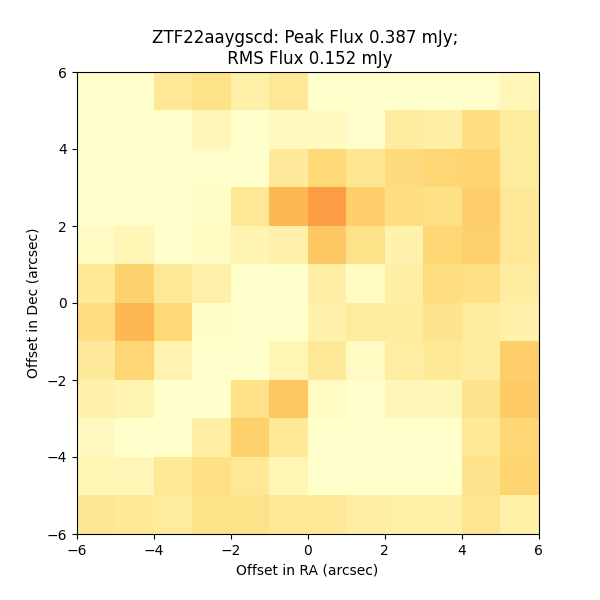 ZTF22aaygscd: Peak Flux 0.387 mJy;
RMS Flux 0.152 mJy
6
4
2
0
−2
−4
−6
Offset in Dec (arcsec)
−6 −4 −2 0 2 4 6
Offset in RA (arcsec)